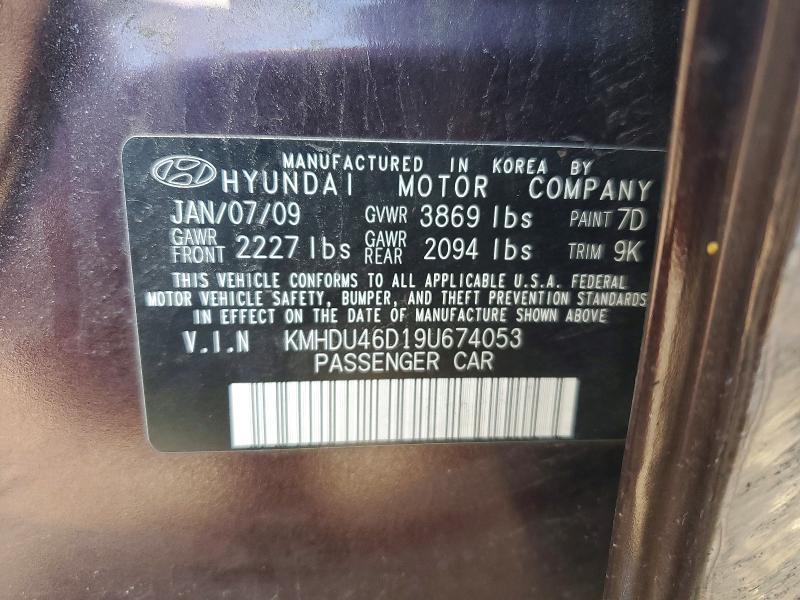 MANUFACTURED IN KOREA BY
HYUNDAI MOTOR COMPANY
JAN/07/09 GVWR 3869 lbs PAINT 7D
GAWR FRONT 2227 lbs GAWR REAR 2094 lbs TRIM 9K
THIS VEHICLE CONFORMS TO ALL APPLICABLE U.S.A. FEDERAL
MOTOR VEHICLE SAFETY, BUMPER, AND THEFT PREVENTION STANDARDS
IN EFFECT ON THE DATE OF MANUFACTURE SHOWN ABOVE
V.I.N KMHDU46D19U674053
PASSENGER CAR